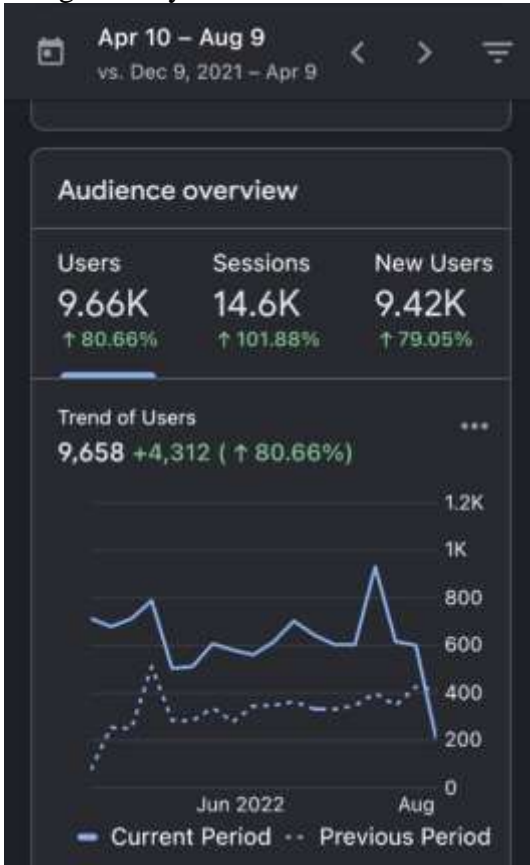 Apr 10 – Aug 9
vs. Dec 9, 2021 – Apr 9
Audience overview
Users Sessions New Users
9.66K 14.6K 9.42K
↑ 80.66% ↑ 101.88% ↑ 79.05%
Trend of Users
9,658 +4,312 ( ↑ 80.66%)
1.2K
1K
800
600
400
200
0
Jun 2022 Aug
Current Period Previous Period